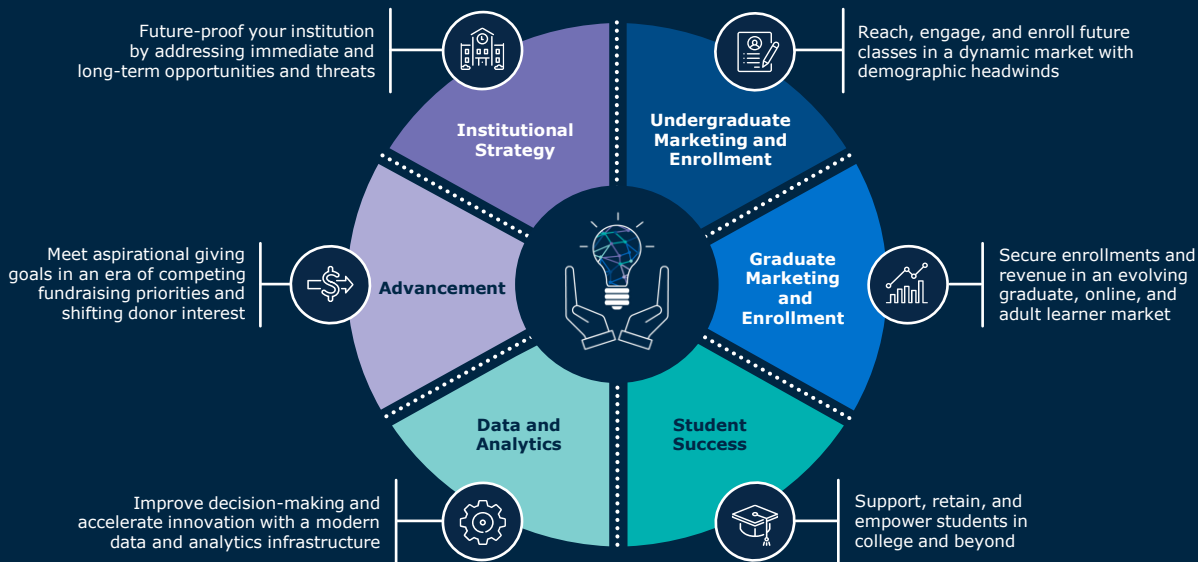 Future-proof your institution
by addressing immediate and
long-term opportunities and threats
Institutional
Strategy
Reach, engage, and enroll future
classes in a dynamic market with
demographic headwinds
Undergraduate
Marketing and
Enrollment
Meet aspirational giving
goals in an era of competing
fundraising priorities and
shifting donor interest
Advancement
Graduate
Marketing
and
Enrollment
Secure enrollments and
revenue in an evolving
graduate, online, and
adult learner market
Data and
Analytics
Improve decision-making and
accelerate innovation with a modern
data and analytics infrastructure
Student
Success
Support, retain, and
empower students in
college and beyond